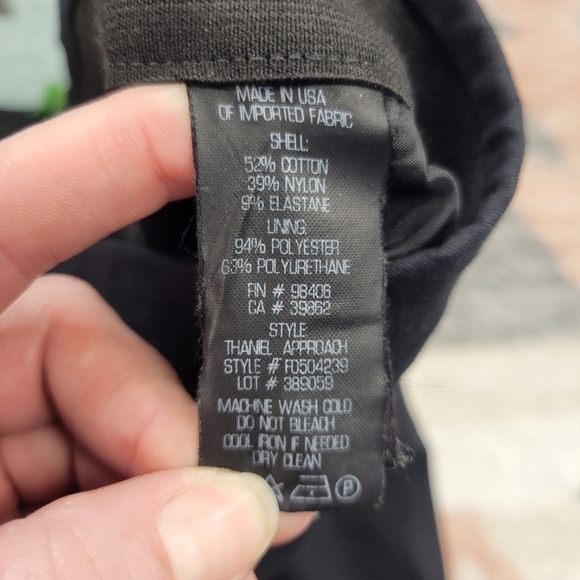 MADE IN USA
OF IMPORTED FABRIC
SHELL:
52% COTTON
39% NYLON
9% ELASTANE
LINING:
94% POLYESTER
63% POLYURETHANE
RN # 98406
CA # 39862
STYLE:
THANIEL APPROACH
STYLE # F0504239
LOT # 389059
MACHINE WASH COLD
DO NOT BLEACH
COOL IRON IF NEEDED
DRY CLEAN
P